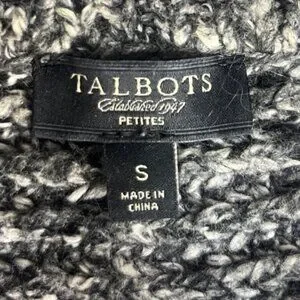 TALBOTS
Established 1947
PETITES
S
MADE IN
CHINA